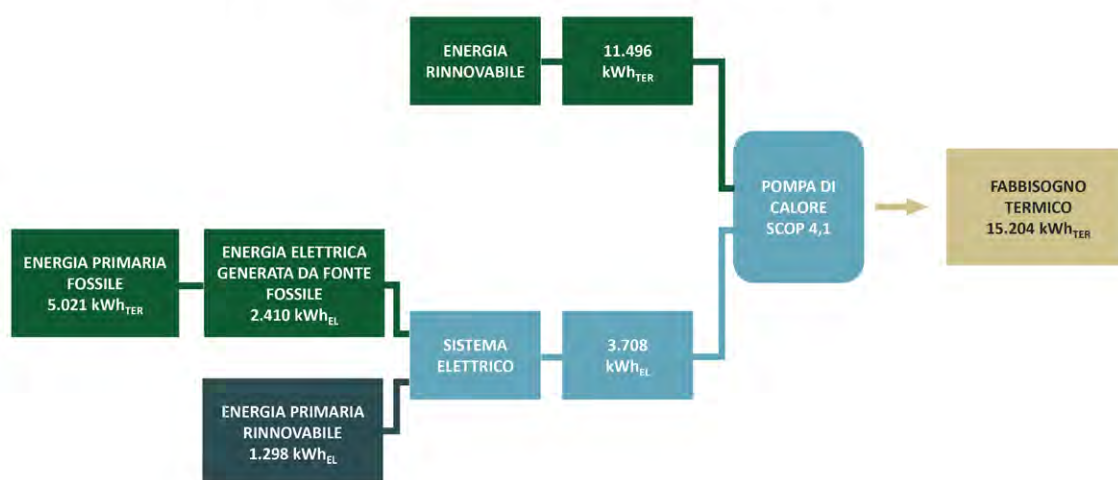 ENERGIA
RINNOVABILE
11.496
kWhTER
POMPA DI
CALORE
SCOP 4,1
FABBISOGNO
TERMICO
15.204 kWhTER
ENERGIA PRIMARIA
FOSSILE
5.021 kWhTER
ENERGIA ELETTRICA
GENERATA DA FONTE
FOSSILE
2.410 kWhEL
SISTEMA
ELETTRICO
3.708
kWhEL
ENERGIA PRIMARIA
RINNOVABILE
1.298 kWhEL